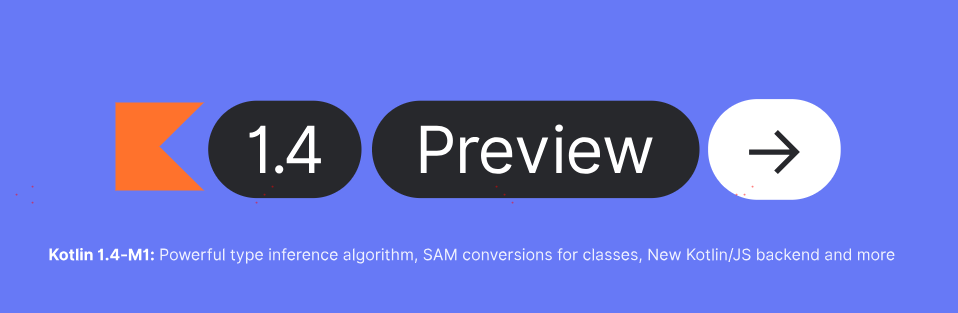 1.4 Preview →
Kotlin 1.4-M1: Powerful type inference algorithm, SAM conversions for classes, New Kotlin/JS backend and more